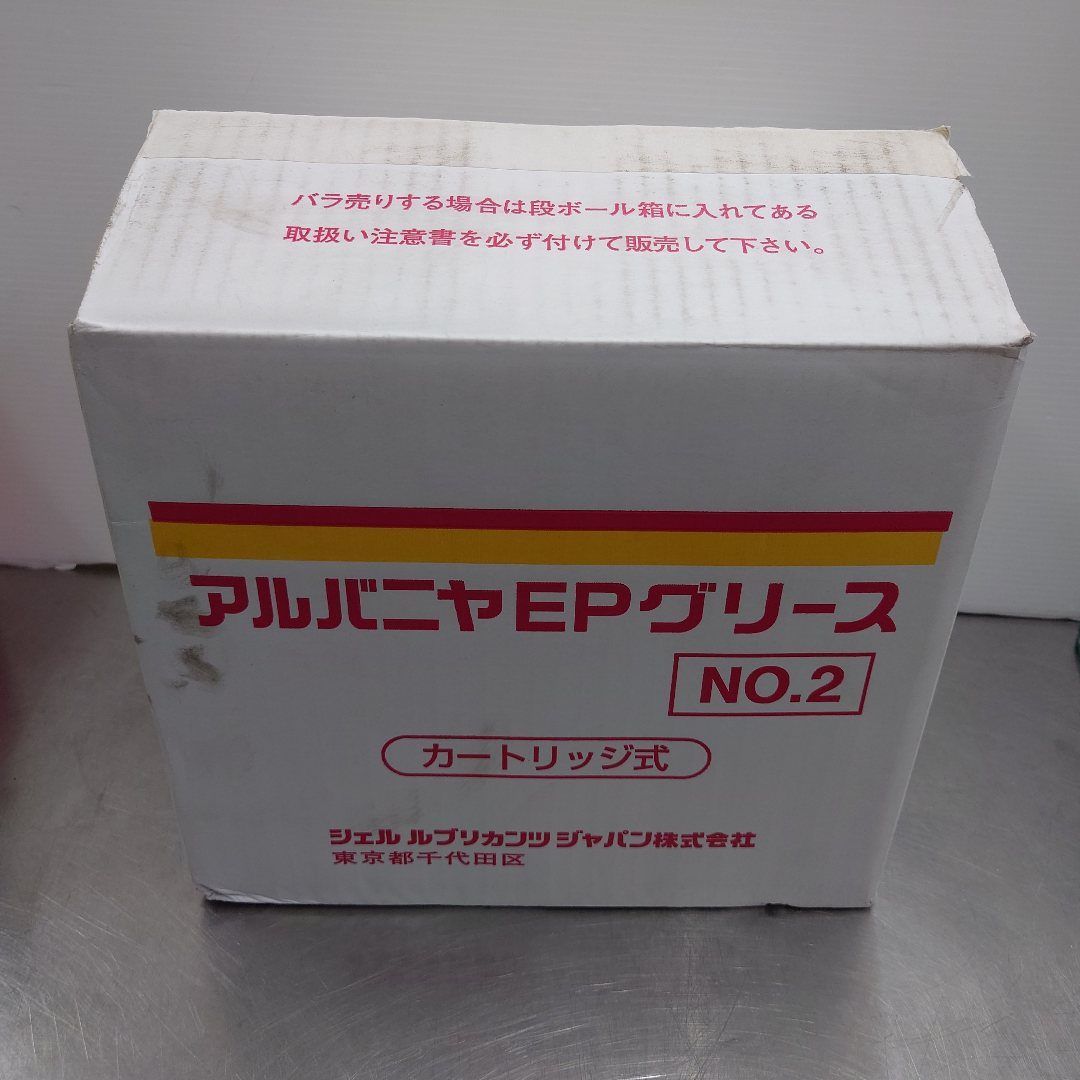 バラ売りする場合は段ボール箱に入れてある
取扱い注意書を必ず付けて販売して下さい。
アルバニヤEPグリース
NO.2
カートリッジ式
シェル ルブリカンツ ジャパン株式会社
東京都千代田区